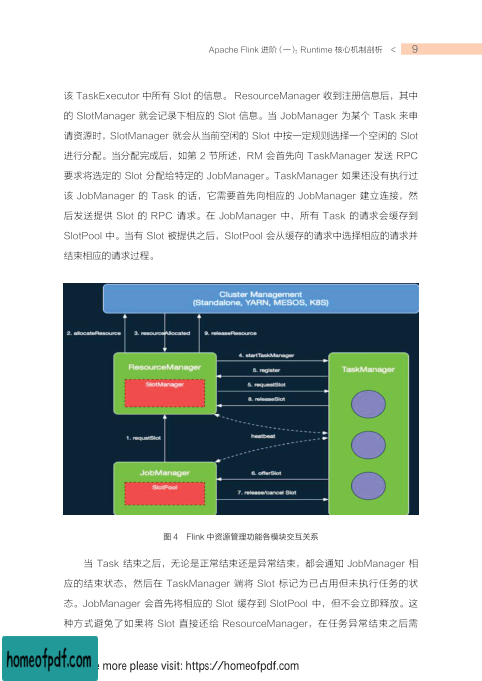 Apache Flink 进阶（一）：Runtime 核心机制剖析 < 9
该 TaskExecutor 中所有 Slot 的信息。 ResourceManager 收到注册信息后，其中
的 SlotManager 就会记录下相应的 Slot 信息。当 JobManager 为某个 Task 来申
请资源时，SlotManager 就会从当前空闲的 Slot 中按一定规则选择一个空闲的 Slot
进行分配。当分配完成后，如第 2 节所述，RM 会首先向 TaskManager 发送 RPC
要求将选定的 Slot 分配给特定的 JobManager。TaskManager 如果还没有执行过
该 JobManager 的 Task 的话，它需要首先向相应的 JobManager 建立连接，然
后发送提供 Slot 的 RPC 请求。在 JobManager 中，所有 Task 的请求会缓存到
SlotPool 中。当有 Slot 被提供之后，SlotPool 会从缓存的请求中选择相应的请求并
结束相应的请求过程。
Cluster Management
(Standalone, YARN, MESOS, K8S)
2. allocateResource
3. resourceAllocated
9. releaseResource
4. startTaskManager
ResourceManager
5. register
TaskManager
SlotManager
5. requestSlot
8. releaseSlot
1. requstSlot
heatbeat
JobManager
6. offerSlot
SlotPool
7. release/cancel Slot
图 4 Flink 中资源管理功能各模块交互关系
当 Task 结束之后，无论是正常结束还是异常结束，都会通知 JobManager 相
应的结束状态，然后在 TaskManager 端将 Slot 标记为已占用但未执行任务的状
态。JobManager 会首先将相应的 Slot 缓存到 SlotPool 中，但不会立即释放。这
种方式避免了如果将 Slot 直接还给 ResourceManager，在任务异常结束之后需
homeofpdf.com
more please visit: https://homeofpdf.com